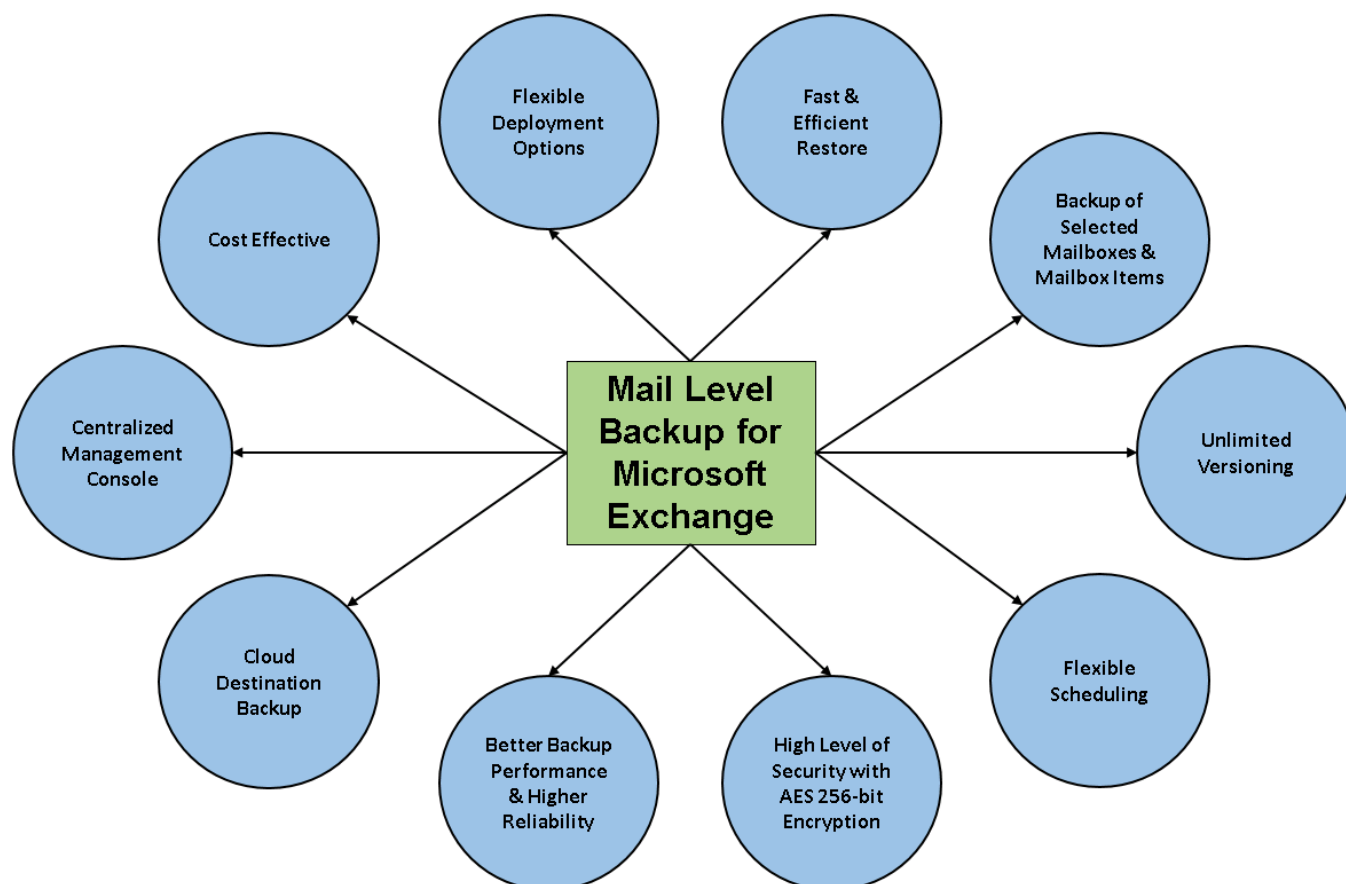 Flexible
Deployment
Options
Fast &
Efficient
Restore
Cost Effective
Backup of
Selected
Mailboxes &
Mailbox Items
Centralized
Management
Console
Mail Level
Backup for
Microsoft
Exchange
Unlimited
Versioning
Cloud
Destination
Backup
Flexible
Scheduling
Better Backup
Performance
& Higher
Reliability
High Level of
Security with
AES 256-bit
Encryption